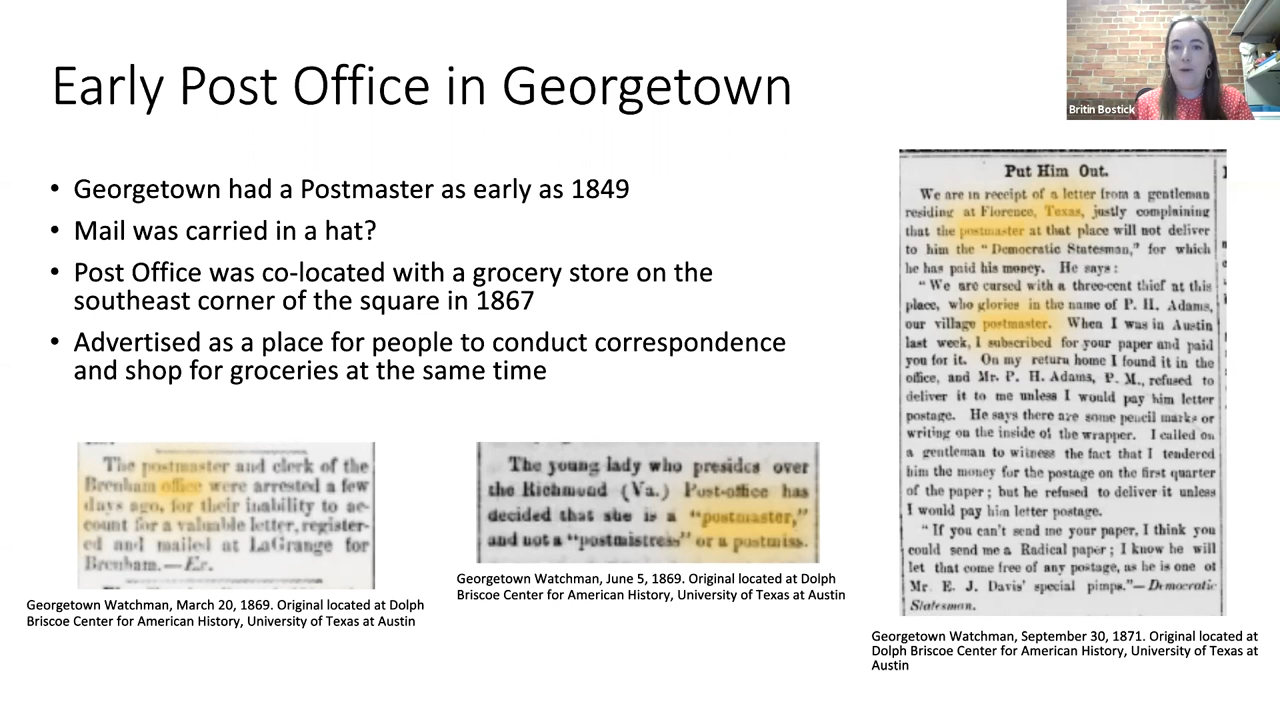 Early Post Office in Georgetown
Britin Bostick
• Georgetown had a Postmaster as early as 1849
• Mail was carried in a hat?
• Post Office was co-located with a grocery store on the
southeast corner of the square in 1867
• Advertised as a place for people to conduct correspondence
and shop for groceries at the same time
The postmaster and clerk of the
Brenham office were arrested a few
days ago, for their inability to ac-
count for a valuable letter, register-
ed and mailed at LaGrange for
Brenham.—Ex.
Georgetown Watchman, March 20, 1869. Original located at Dolph
Briscoe Center for American History, University of Texas at Austin
The young lady who presides over
the Richmond (Va.) Post-office has
decided that she is a "postmaster,"
and not a "postmistress" or a postmiss.
Georgetown Watchman, June 5, 1869. Original located at Dolph
Briscoe Center for American History, University of Texas at Austin
Put Him Out.
We are in receipt of a letter from a gentleman
residing at Florence, Texas, justly complaining
that the postmaster at that place will not deliver
to him the "Democratic Statesman," for which
he has paid his money. He says:
"We are cursed with a three-cent thief at this
place, who glories in the name of P. H. Adams,
our village postmaster. When I was in Austin
last week, I subscribed for your paper and paid
you for it. On my return home I found it in the
office, and Mr. P. H. Adams, P. M., refused to
deliver it to me unless I would pay him letter
postage. He says there are some pencil marks or
writing on the inside of the wrapper. I called on
a gentleman to witness the fact that I tendered
him the money for the postage on the first quarter
of the paper; but he refused to deliver it unless
I would pay him letter postage.
"If you can't send me your paper, I think you
could send me a Radical paper; I know he will
let that come free of any postage, as he is one of
Mr. E. J. Davis' special pimps."—Democratic
Statesman.
Georgetown Watchman, September 30, 1871. Original located at
Dolph Briscoe Center for American History, University of Texas at
Austin